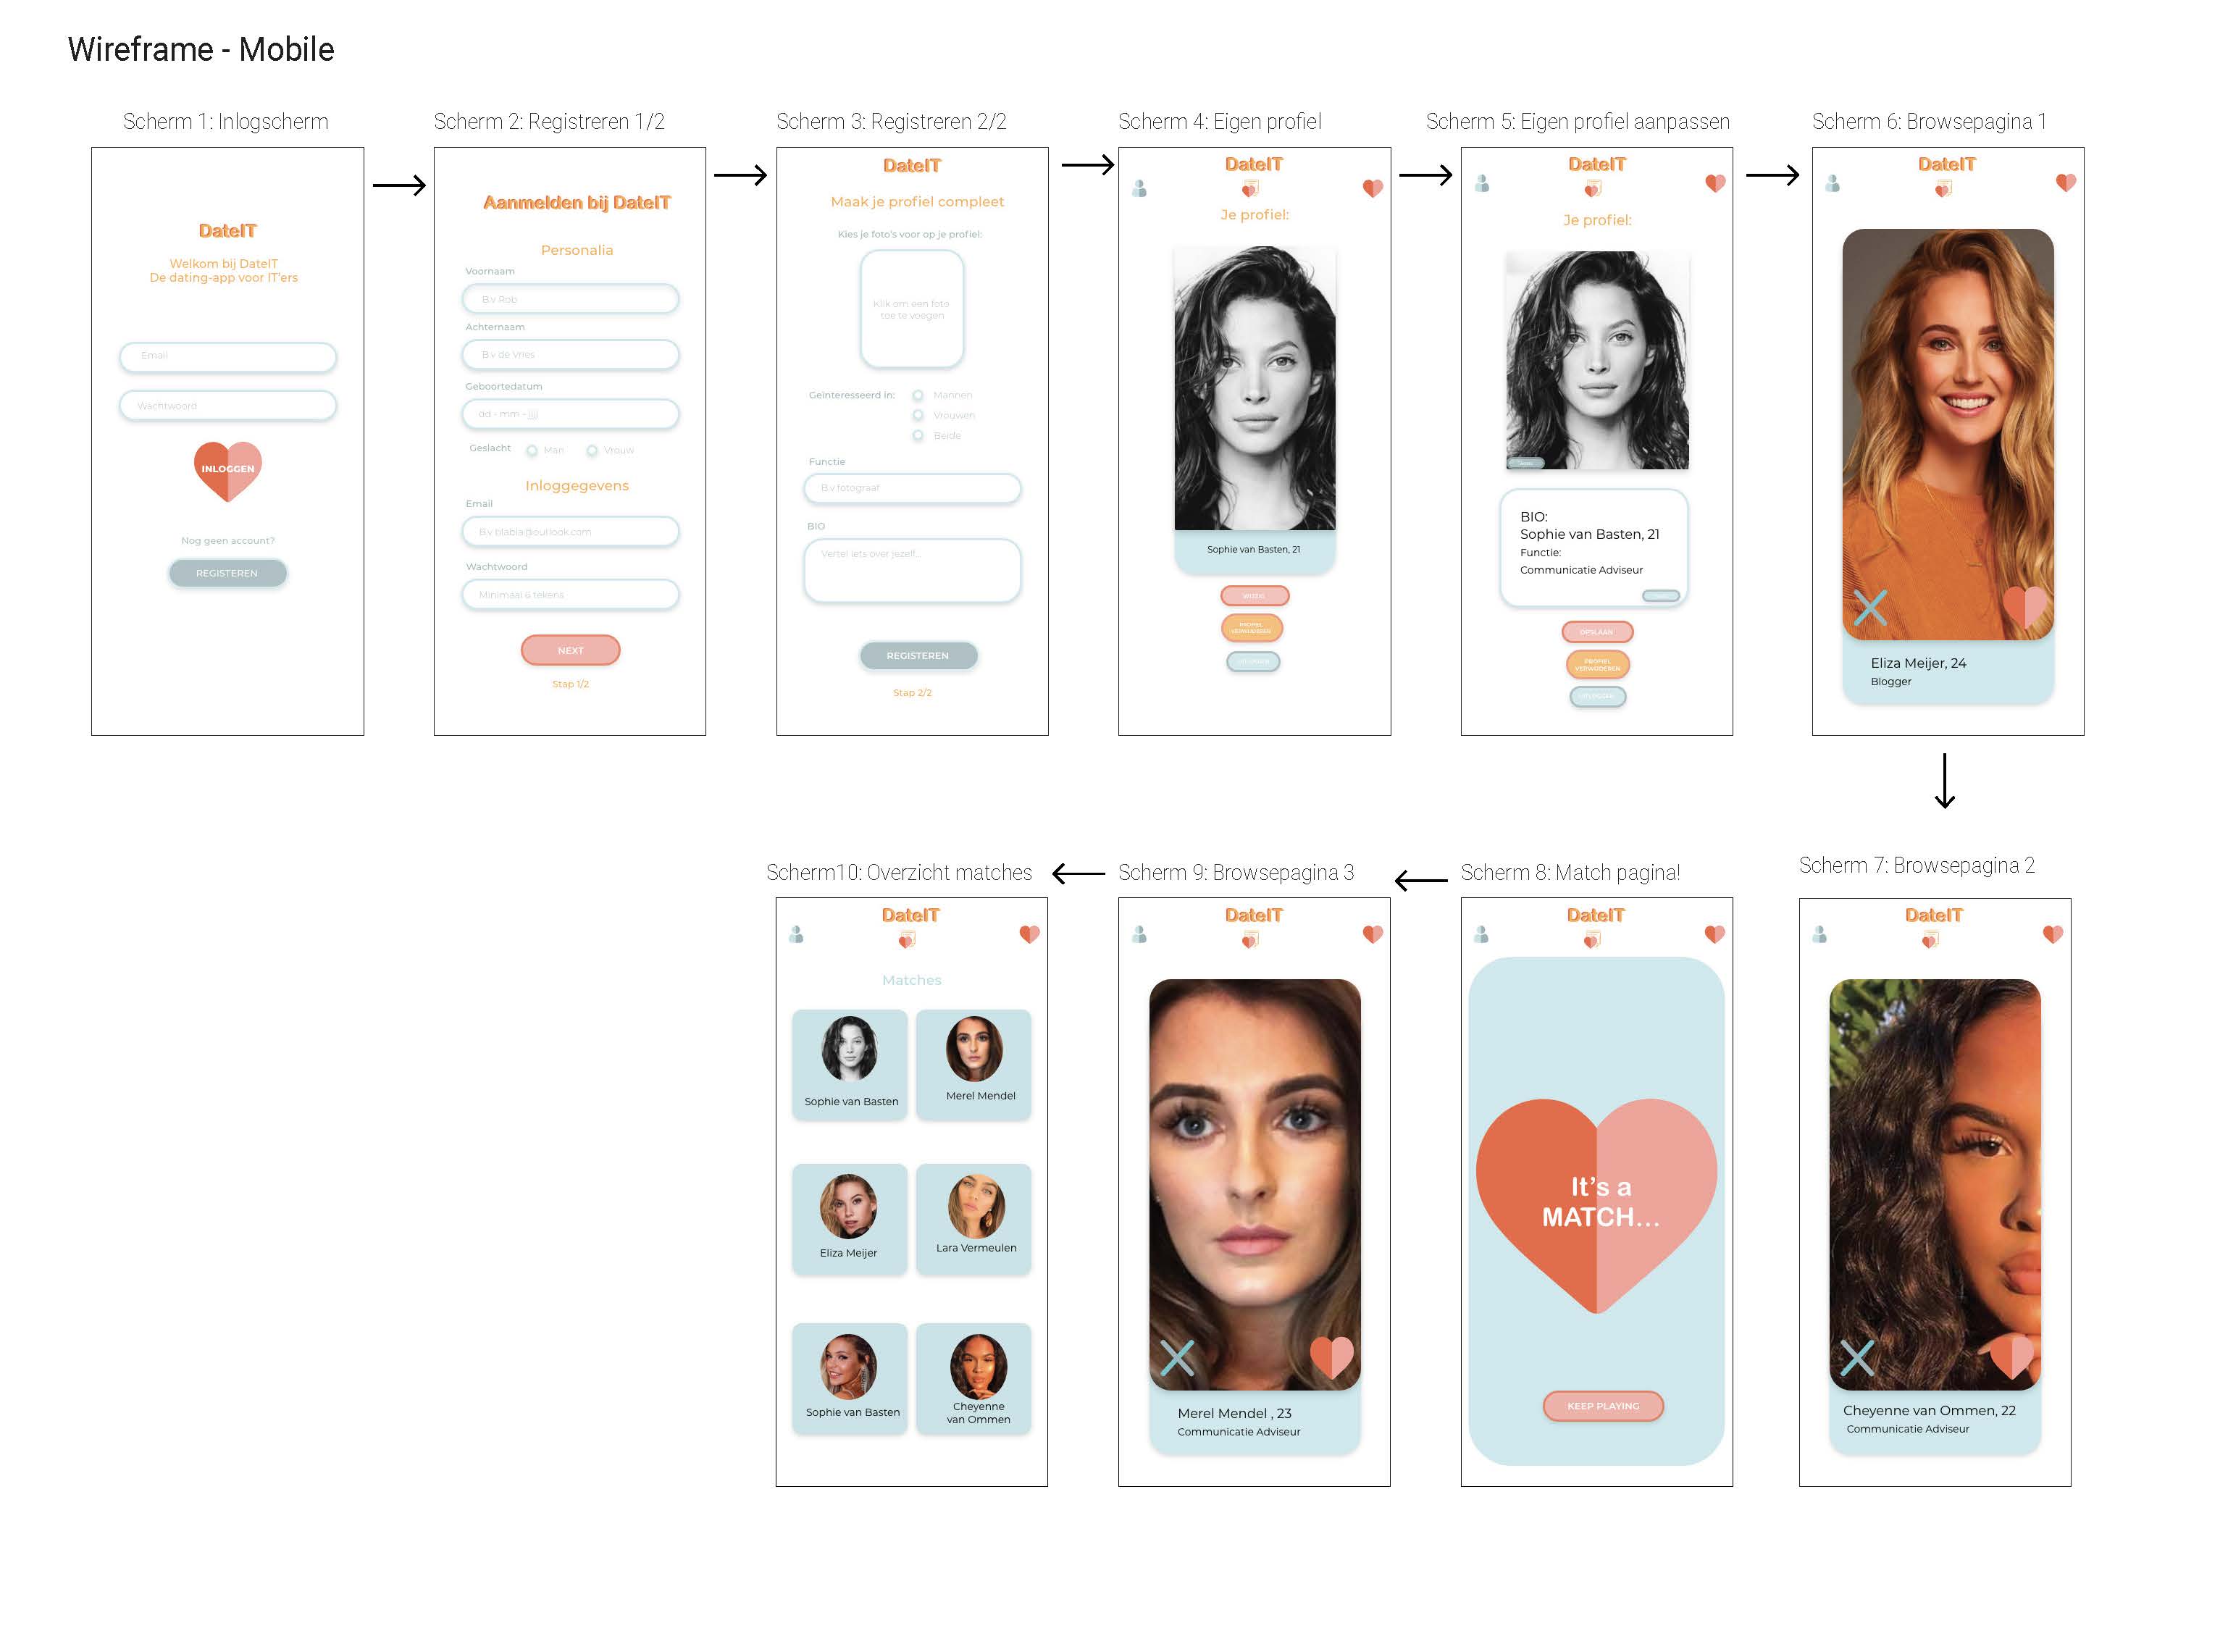 Wireframe - Mobile
Scherm 1: Inlogscherm
DateIT
Welkom bij DateIT
De dating-app voor IT'ers
Email
Wachtwoord
INLOGGEN
Nog geen account?
REGISTEREN
Scherm 2: Registreren 1/2
Aanmelden bij DateIT
Personalia
Voornaam
B.v Rob
Achternaam
B.v de Vries
Geboortedatum
dd - mm - jjjj
Geslacht
Man
Vrouw
Inloggegevens
Email
B.v blabla@outlook.com
Wachtwoord
Minimaal 6 tekens
NEXT
Stap 1/2
Scherm 3: Registreren 2/2
DateIT
Maak je profiel compleet
Kies je foto's voor op je profiel:
Klik om een foto
toe te voegen
Geïnteresseerd in:
Mannen
Vrouwen
Beide
Functie
B.v fotograaf
BIO
Vertel iets over jezelf...
REGISTEREN
Stap 2/2
Scherm 4: Eigen profiel
DateIT
Je profiel:
Sophie van Basten, 21
PROFIEL
VERWIJDEREN
Scherm 5: Eigen profiel aanpassen
DateIT
Je profiel:
BIO:
Sophie van Basten, 21
Functie:
Communicatie Adviseur
OPSLAAN
PROFIEL
VERWIJDEREN
Scherm 6: Browsepagina 1
DateIT
Eliza Meijer, 24
Blogger
Scherm 7: Browsepagina 2
DateIT
Cheyenne van Ommen, 22
Communicatie Adviseur
Scherm 8: Match pagina!
DateIT
It's a
MATCH...
KEEP PLAYING
Scherm 9: Browsepagina 3
DateIT
Merel Mendel , 23
Communicatie Adviseur
Scherm10: Overzicht matches
DateIT
Matches
Sophie van Basten
Merel Mendel
Eliza Meijer
Lara Vermeulen
Sophie van Basten
Cheyenne
van Ommen